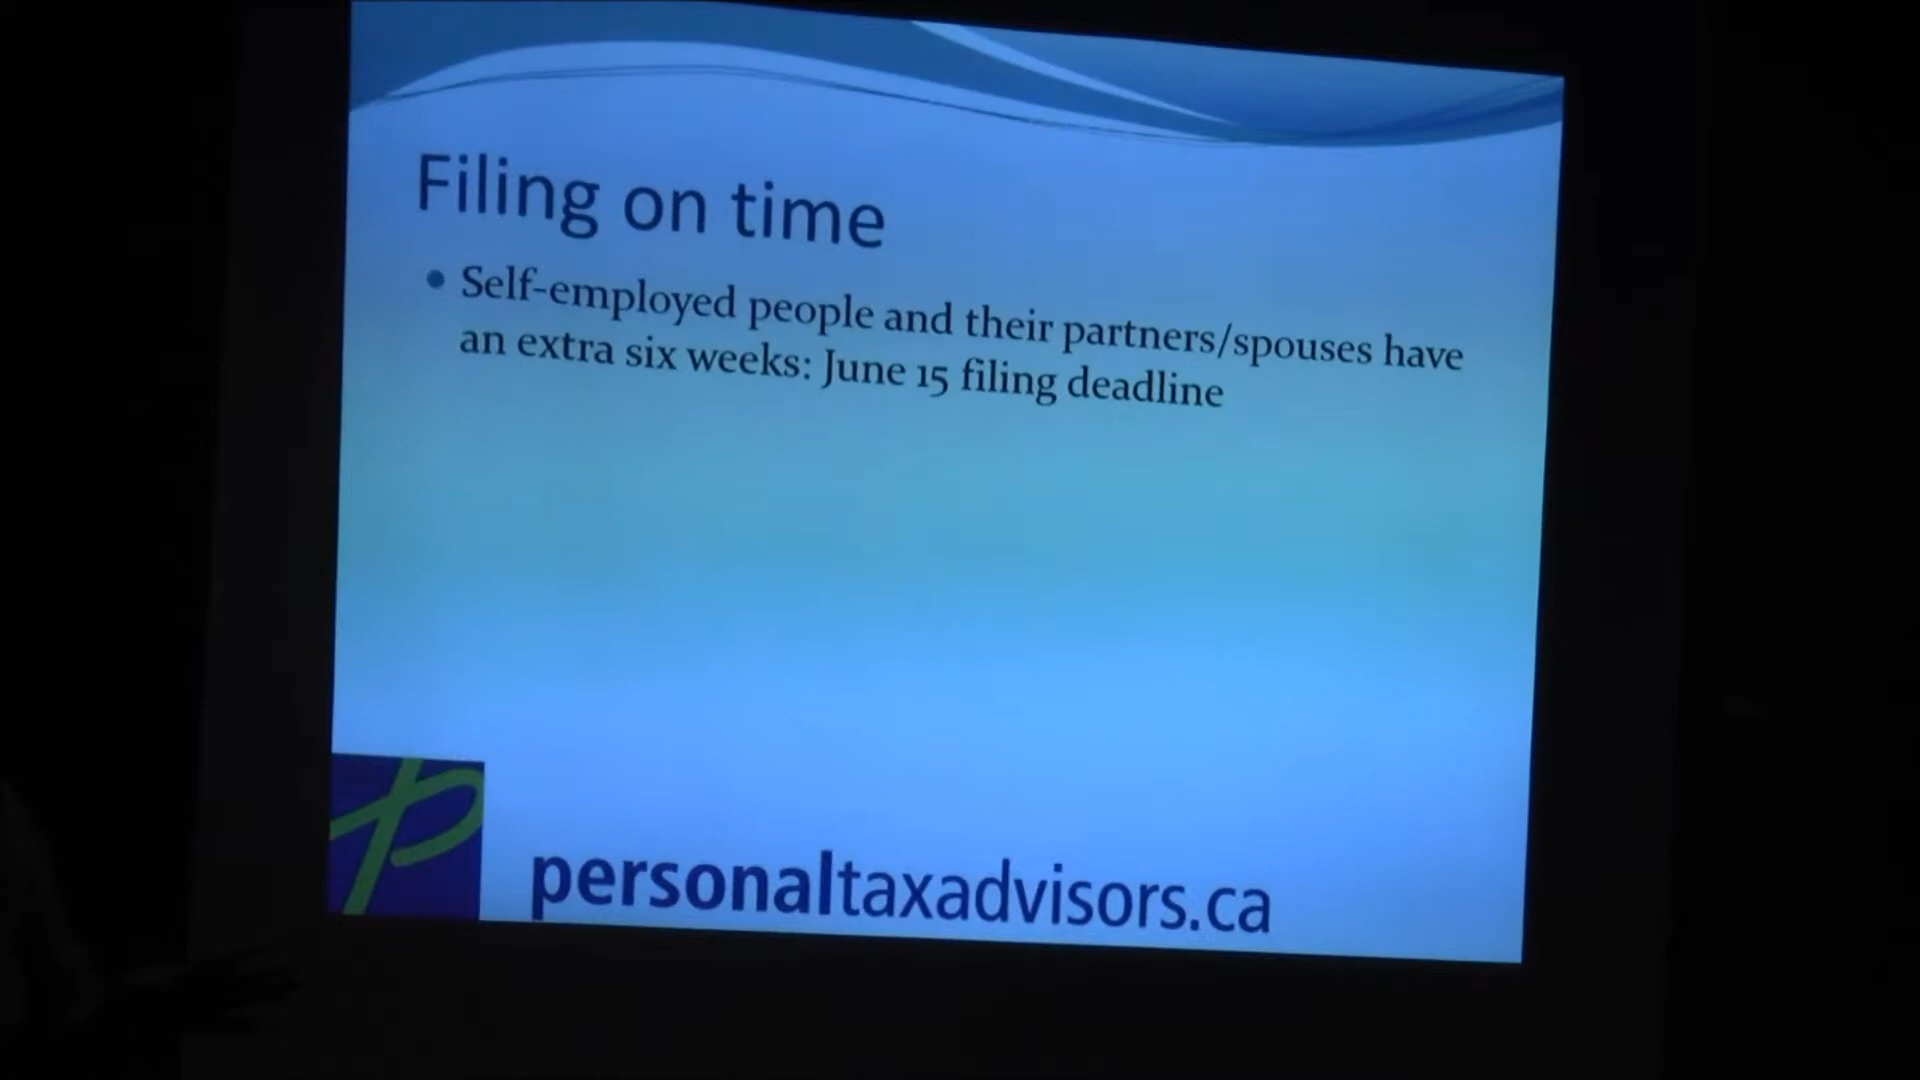 Filing on time
• Self-employed people and their partners/spouses have
an extra six weeks: June 15 filing deadline
personaltaxadvisors.ca